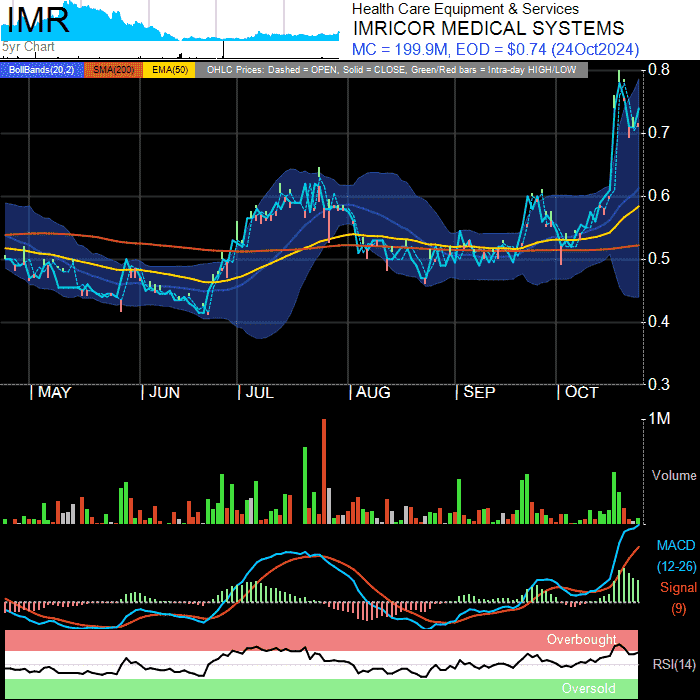 IMR
5yr Chart
Health Care Equipment & Services
IMRICOR MEDICAL SYSTEMS
MC = 199.9M, EOD = $0.74 (24Oct2024)
BollBands(20,2) SMA(200) EMA(50) OHLC Prices: Dashed = OPEN, Solid = CLOSE, Green/Red bars = Intra-day HIGH/LOW
0.8
0.7
0.6
0.5
0.4
0.3
| MAY | JUN | JUL | AUG | SEP | OCT
1M
Volume
MACD
(12-26)
Signal
(9)
Overbought
RSI(14)
Oversold